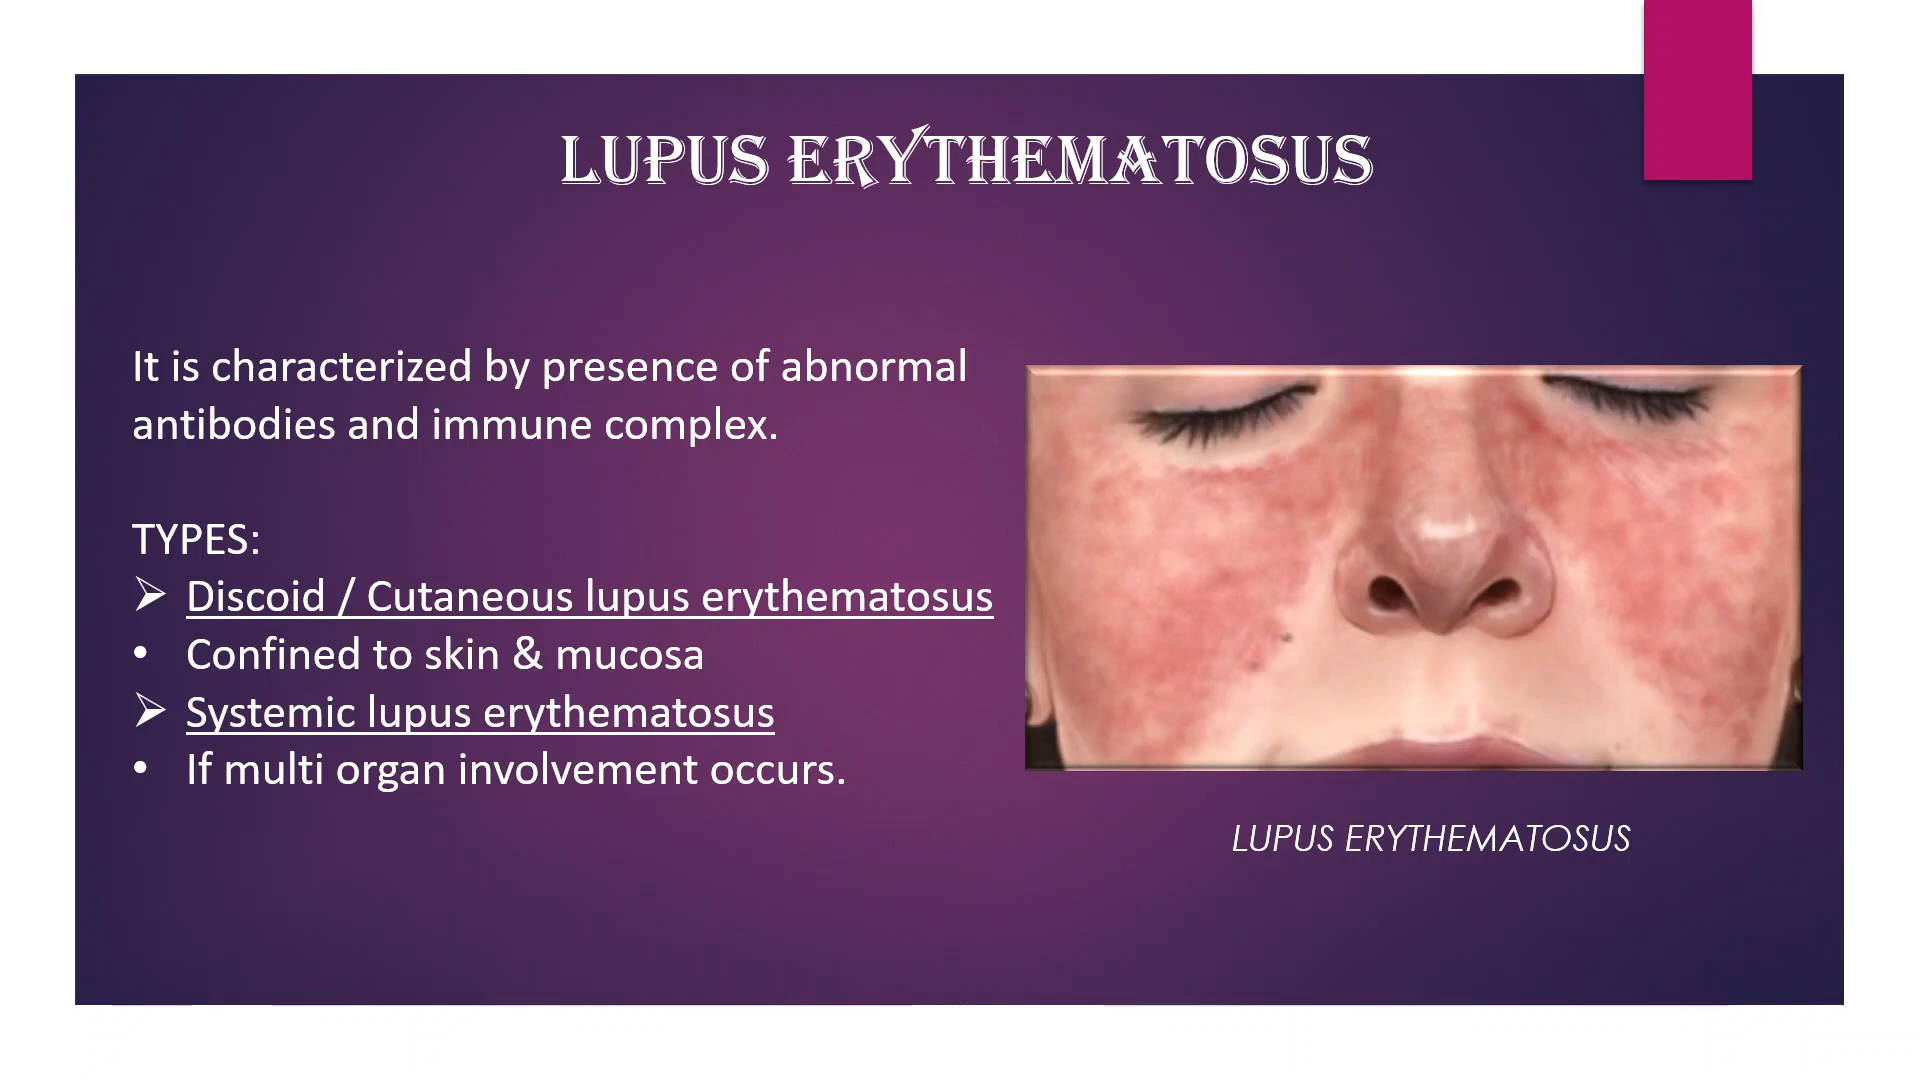 LUPUS ERYTHEMATOSUS
It is characterized by presence of abnormal
antibodies and immune complex.
TYPES:
➢ Discoid / Cutaneous lupus erythematosus
• Confined to skin & mucosa
➢ Systemic lupus erythematosus
• If multi organ involvement occurs.
LUPUS ERYTHEMATOSUS